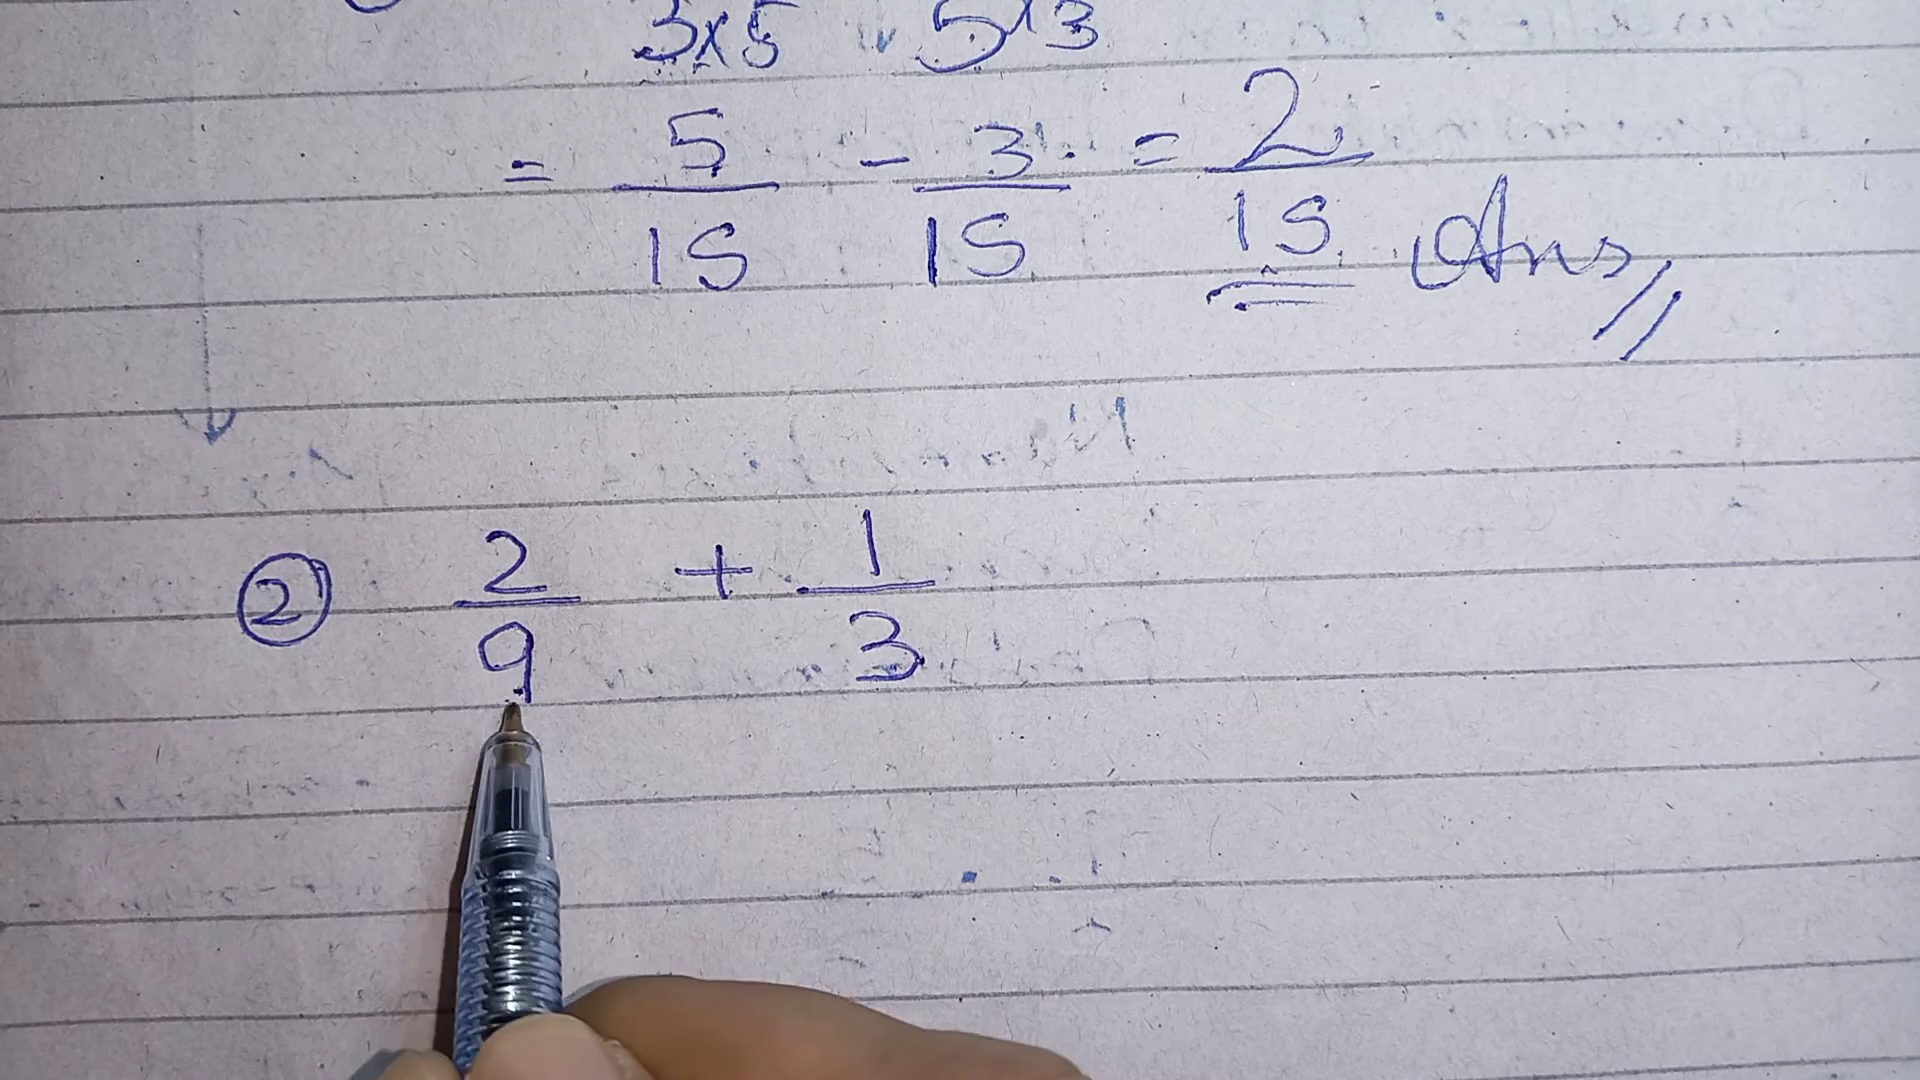 3×5 5×3
= 5/15 - 3/15 = 2/15 Ans//
② 2/9 + 1/3